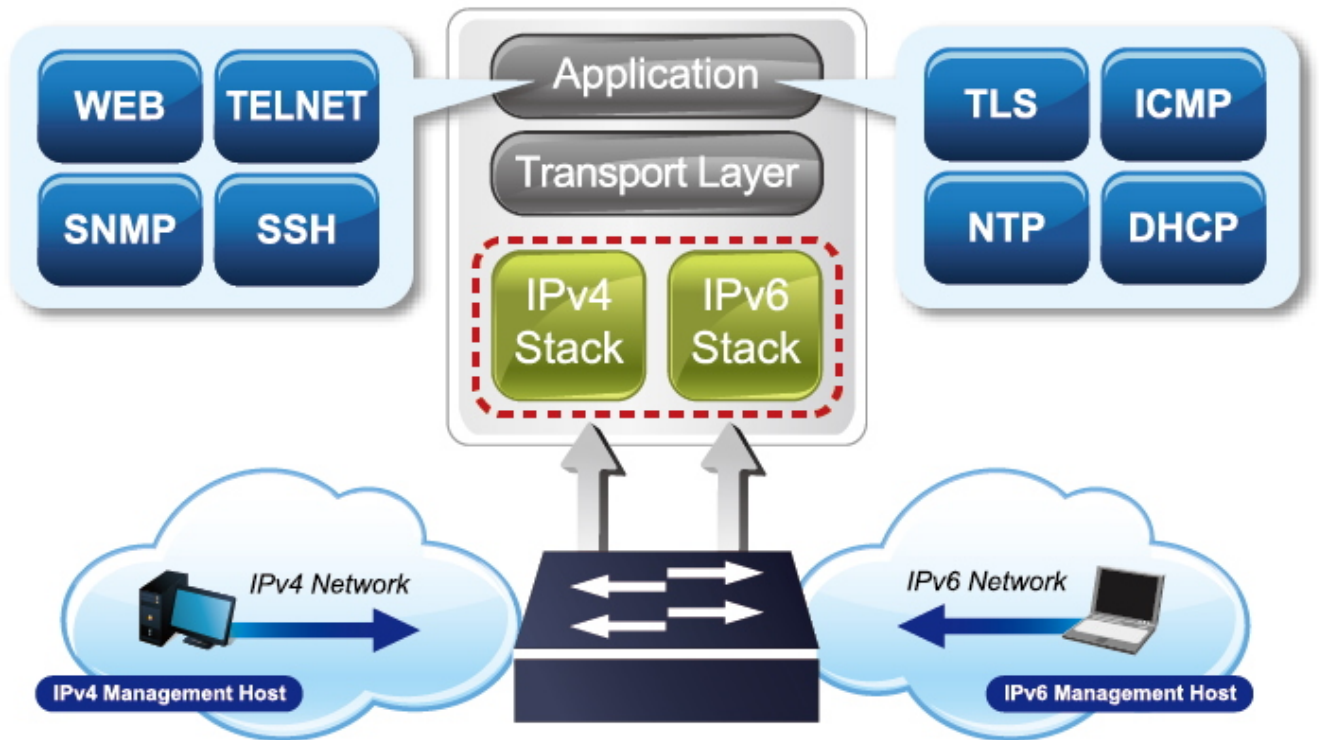 WEB
TELNET
SNMP
SSH
Application
Transport Layer
IPv4
Stack
IPv6
Stack
TLS
ICMP
NTP
DHCP
IPv4 Network
IPv4 Management Host
IPv6 Network
IPv6 Management Host